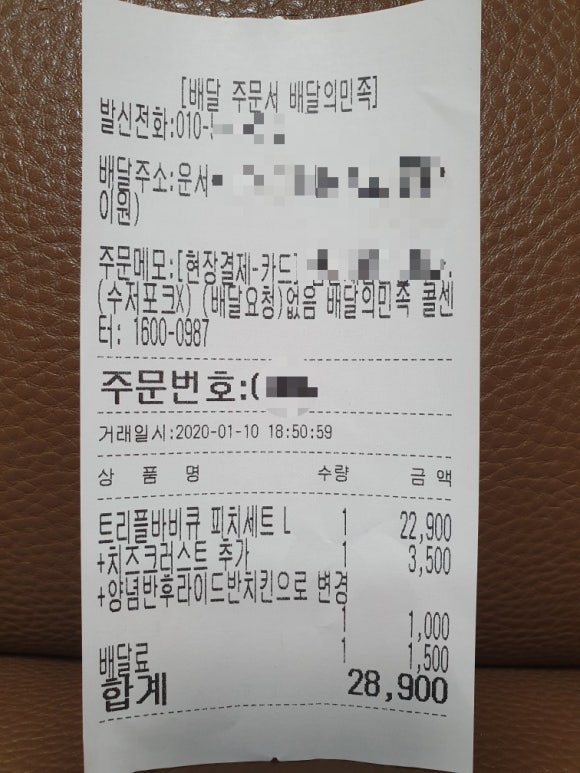 [배달 주문서 배달의민족]
발신전화:010-
배달주소:운서
이원)
주문메모:[현장결제-카드]
(수저포크X) (배달요청)없음 배달의민족 콜센
터: 1600-0987
주문번호:(
거래일시:2020-01-10 18:50:59
상 품 명 수량 금 액
트리플바비큐 피치세트 L 1 22,900
+치즈크러스트 추가 1 3,500
+양념반후라이드반치킨으로 변경
1 1,000
배달료 1 1,500
합계 28,900